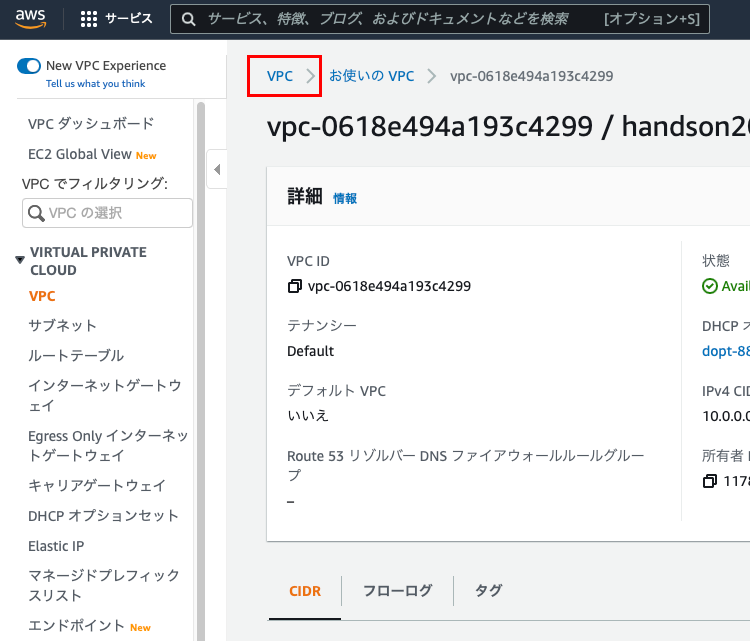 aws
サービス
サービス、特徴、ブログ、およびドキュメントなどを検索
[オプション+S]
New VPC Experience
Tell us what you think
VPC ダッシュボード
EC2 Global View New
VPC でフィルタリング:
VPC の選択
VIRTUAL PRIVATE
CLOUD
VPC
サブネット
ルートテーブル
インターネットゲートウ
ェイ
Egress Only インターネッ
トゲートウェイ
キャリアゲートウェイ
DHCP オプションセット
Elastic IP
マネージドプレフィック
スリスト
エンドポイント New
VPC
お使いの VPC
vpc-0618e494a193c4299
vpc-0618e494a193c4299 / handson20
詳細 情報
VPC ID
vpc-0618e494a193c4299
テナンシー
Default
デフォルト VPC
いいえ
Route 53 リゾルバー DNS ファイアウォールルールグルー
プ
–
状態
Avai
DHCP オ
dopt-88
IPv4 CID
10.0.0.0
所有者
1178
CIDR
フローログ
タグ